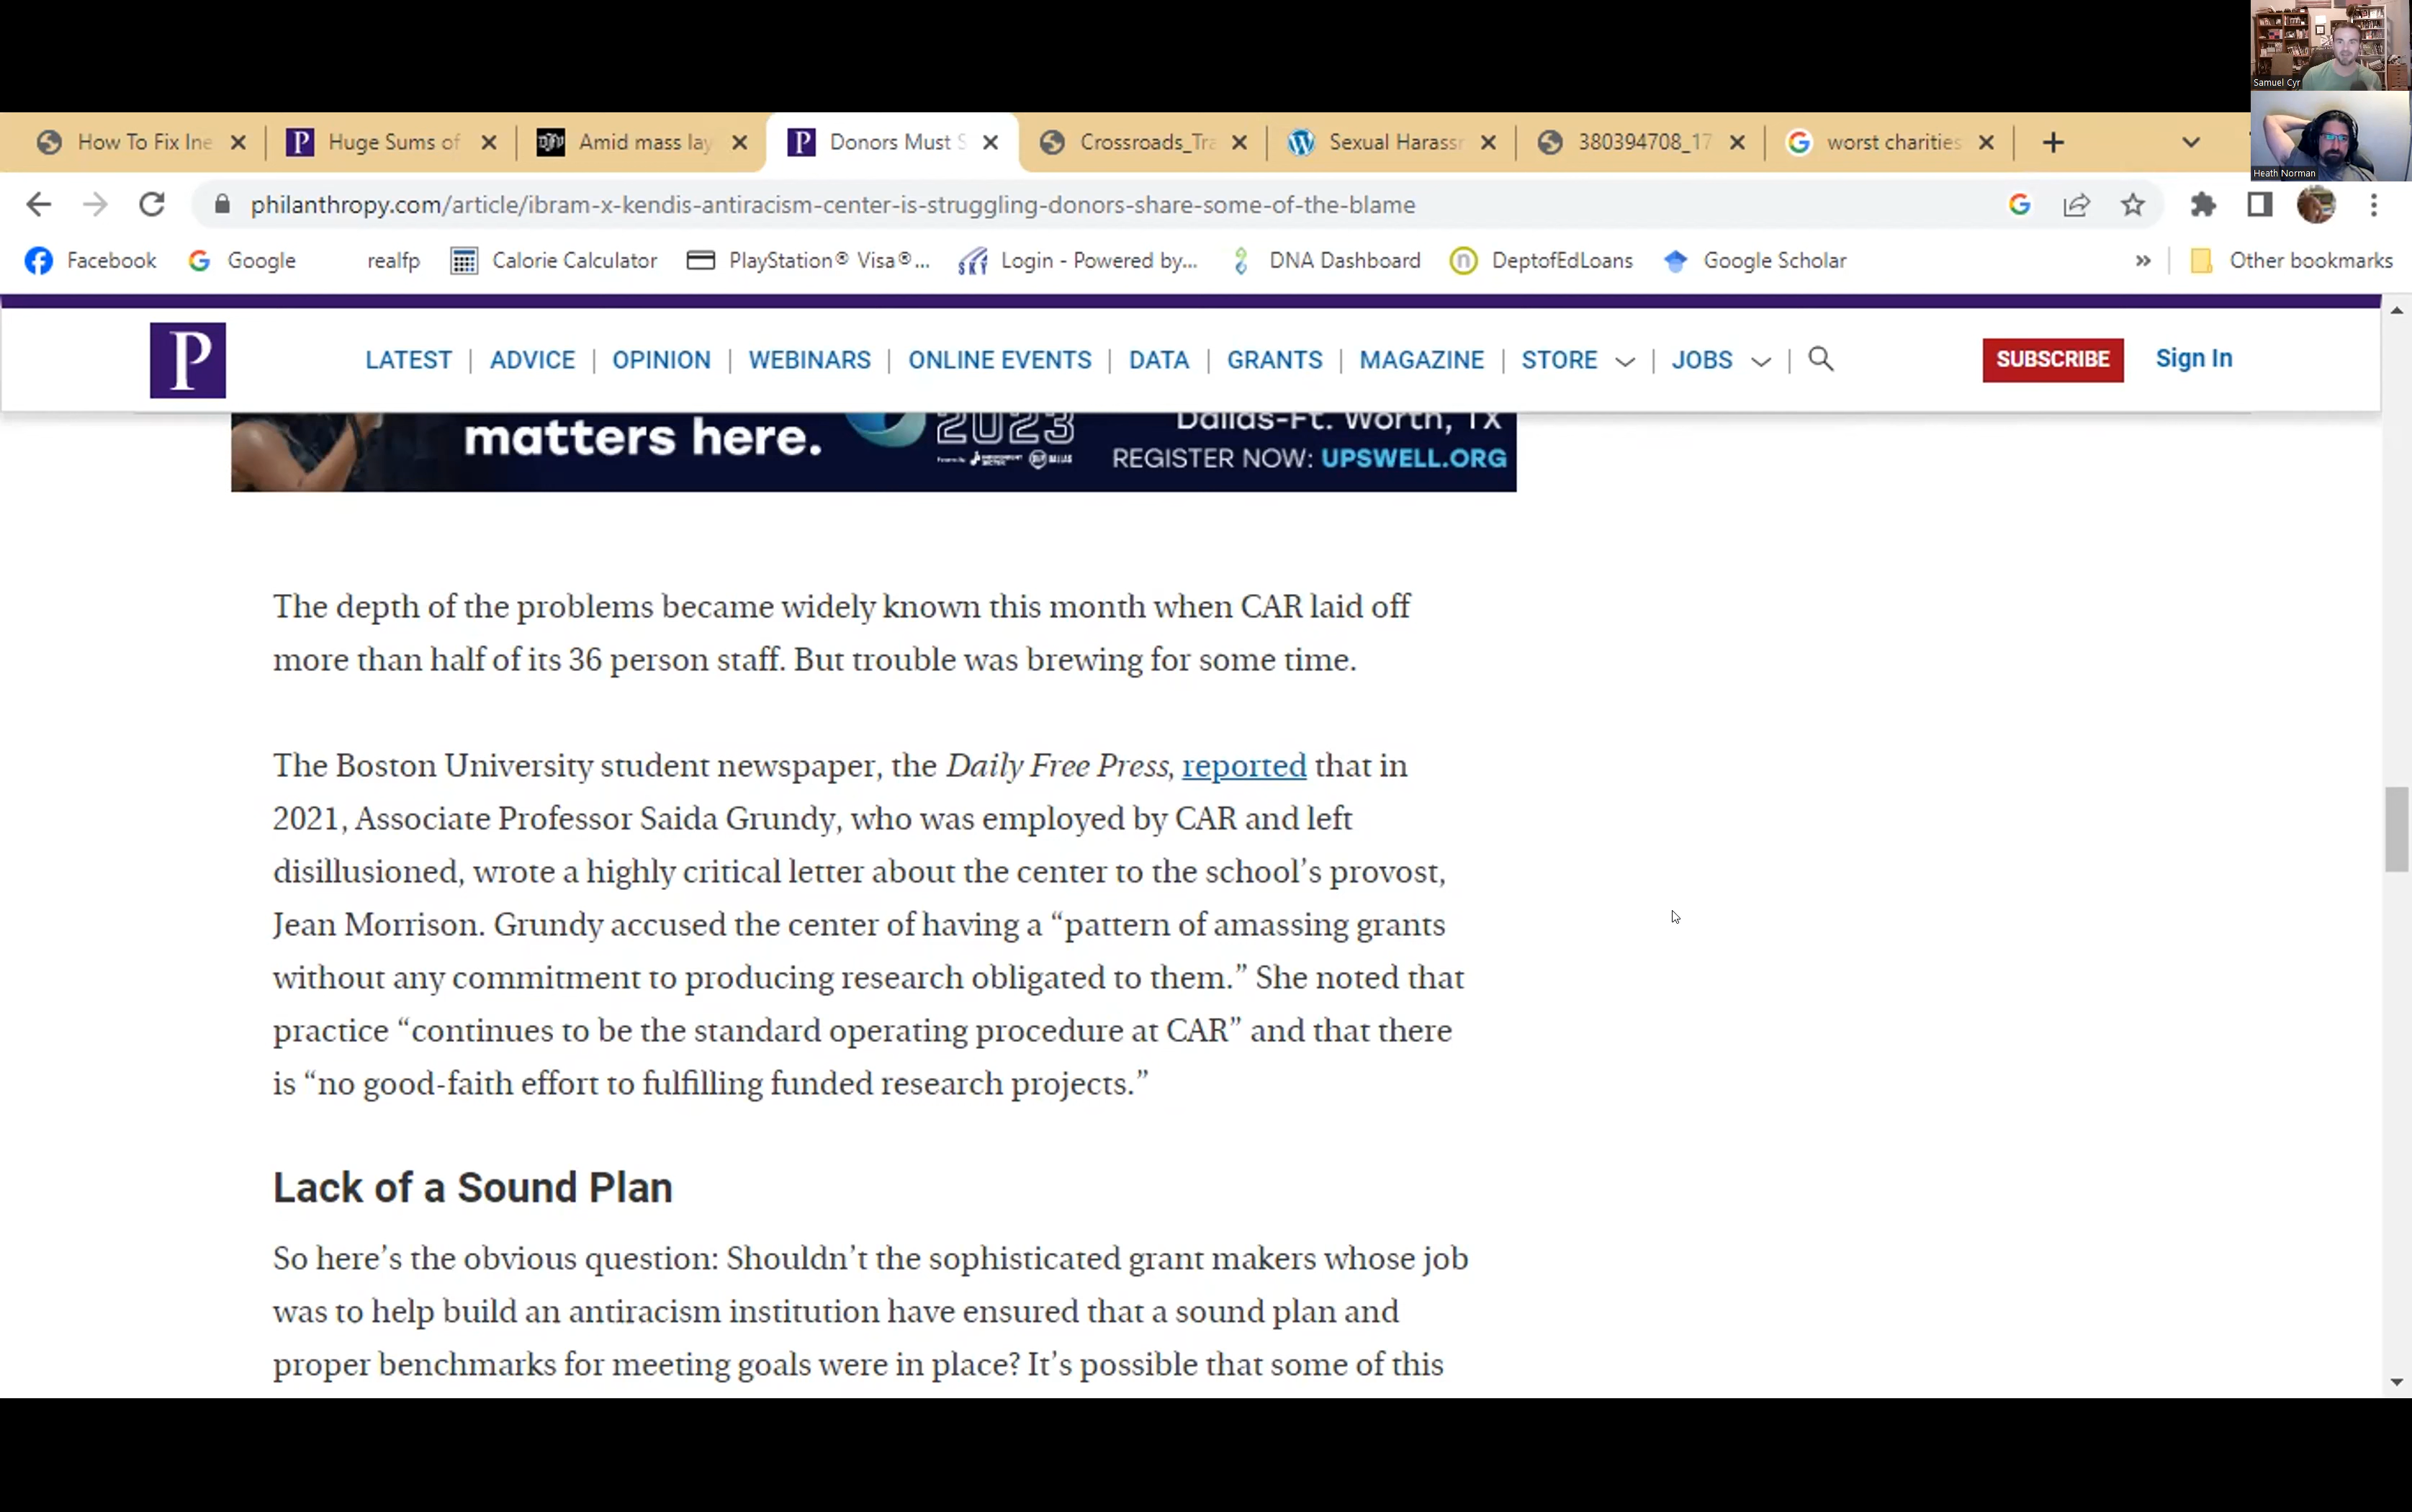 Samuel Cyr
How To Fix Ine
Huge Sums of
Amid mass lay
Donors Must S
Crossroads_Tra
Sexual Harassm
380394708_17
worst charities
Heath Norman
philanthropy.com/article/ibram-x-kendis-antiracism-center-is-struggling-donors-share-some-of-the-blame
Facebook
Google
realfp
Calorie Calculator
PlayStation® Visa®...
Login - Powered by...
DNA Dashboard
DeptofEdLoans
Google Scholar
»
Other bookmarks
P
LATEST | ADVICE | OPINION | WEBINARS | ONLINE EVENTS | DATA | GRANTS | MAGAZINE | STORE | JOBS
SUBSCRIBE
Sign In
matters here.
2023
Dallas-Ft. Worth, TX
REGISTER NOW: UPSWELL.ORG
The depth of the problems became widely known this month when CAR laid off
more than half of its 36 person staff. But trouble was brewing for some time.
The Boston University student newspaper, the Daily Free Press, reported that in
2021, Associate Professor Saida Grundy, who was employed by CAR and left
disillusioned, wrote a highly critical letter about the center to the school’s provost,
Jean Morrison. Grundy accused the center of having a “pattern of amassing grants
without any commitment to producing research obligated to them.” She noted that
practice “continues to be the standard operating procedure at CAR” and that there
is “no good-faith effort to fulfilling funded research projects.”
Lack of a Sound Plan
So here’s the obvious question: Shouldn’t the sophisticated grant makers whose job
was to help build an antiracism institution have ensured that a sound plan and
proper benchmarks for meeting goals were in place? It’s possible that some of this